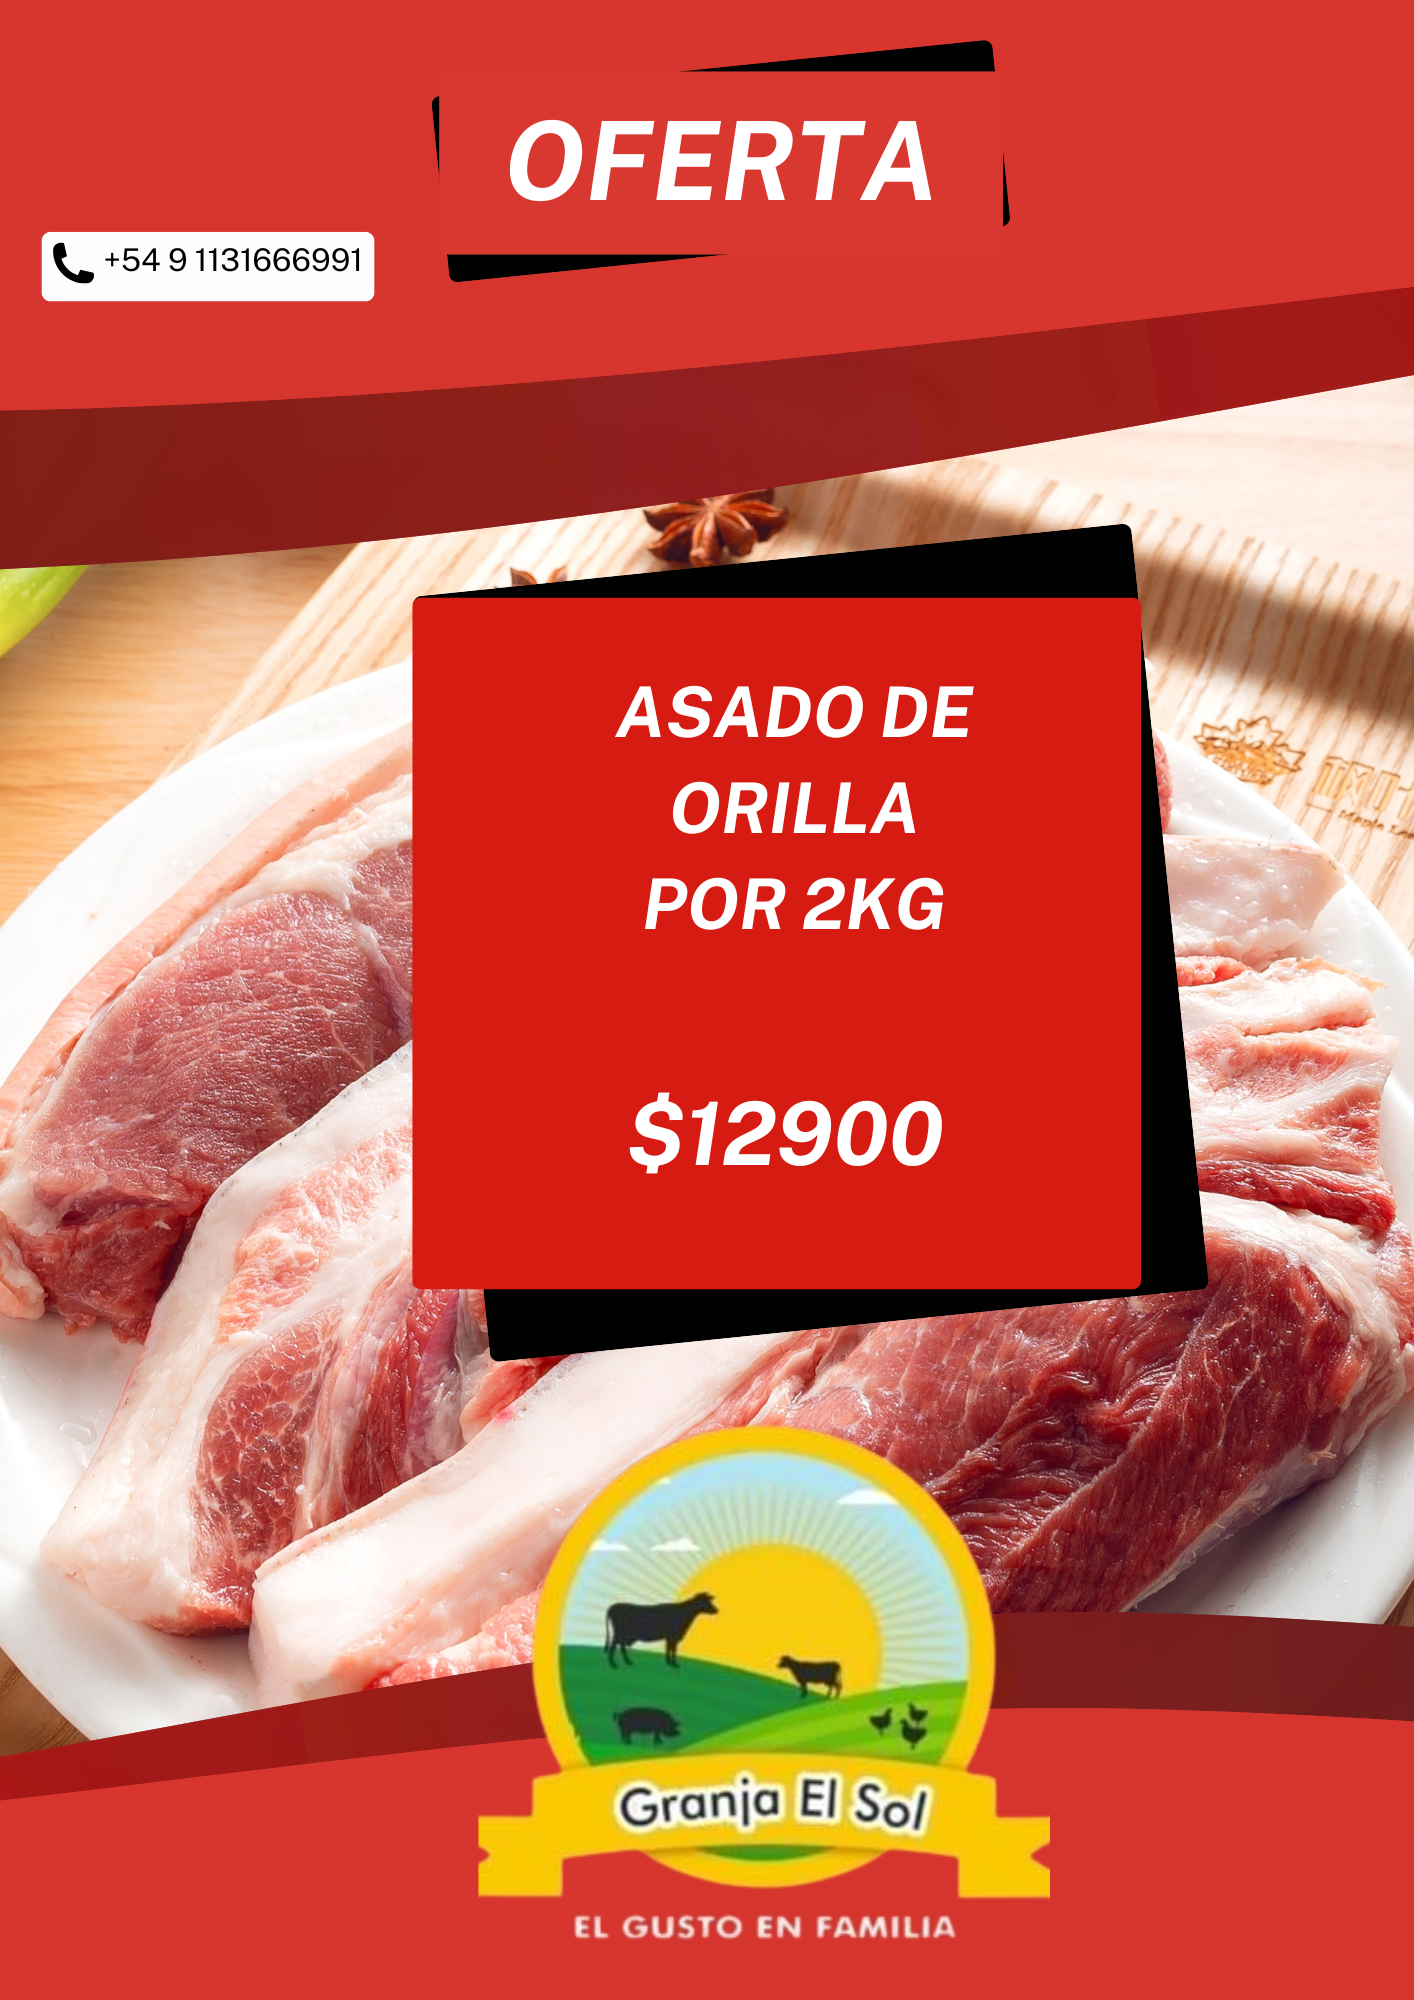 OFERTA
+54 9 1131666991
ASADO DE
ORILLA
POR 2KG
$12900
Granja El Sol
EL GUSTO EN FAMILIA